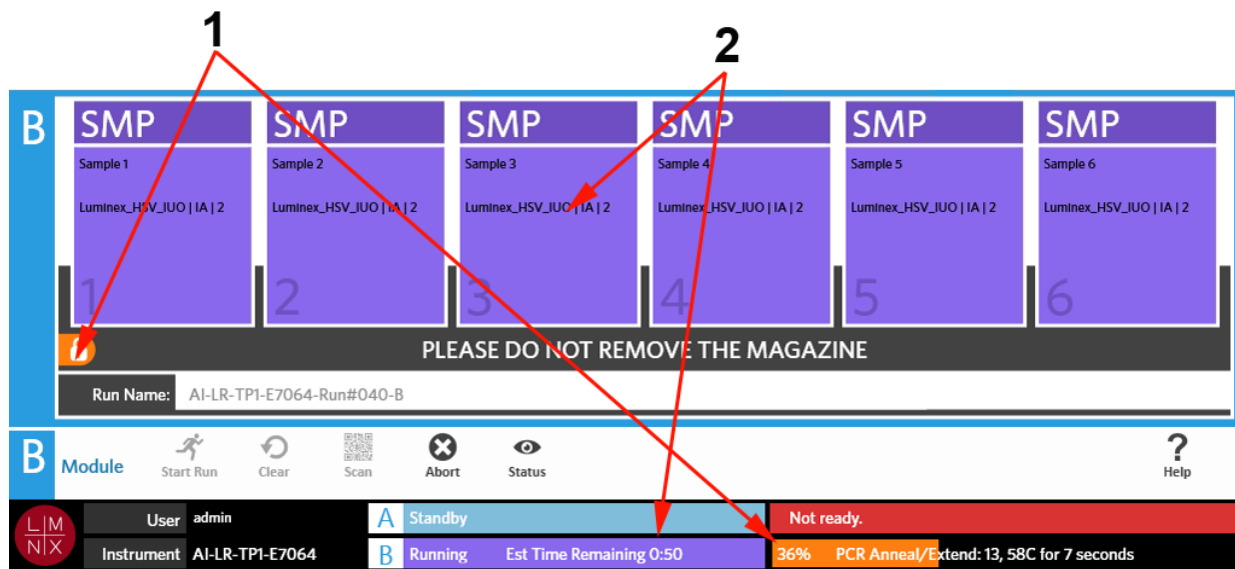 1
2
B
SMP SMP SMP SMP SMP SMP
Sample 1 Sample 2 Sample 3 Sample 4 Sample 5 Sample 6
Luminex_HSV_IUO | IA | 2 Luminex_HSV_IUO | IA | 2 Luminex_HSV_IUO | IA | 2 Luminex_HSV_IUO | IA | 2 Luminex_HSV_IUO | IA | 2 Luminex_HSV_IUO | IA | 2
1 2 3 4 5 6
PLEASE DO NOT REMOVE THE MAGAZINE
Run Name: AI-LR-TP1-E7064-Run#040-B
B Module Start Run Clear Scan Abort Status ? Help
L M N X
User admin A Standby Not ready.
Instrument AI-LR-TP1-E7064 B Running Est Time Remaining 0:50 36% PCR Anneal/Extend: 13, 58C for 7 seconds